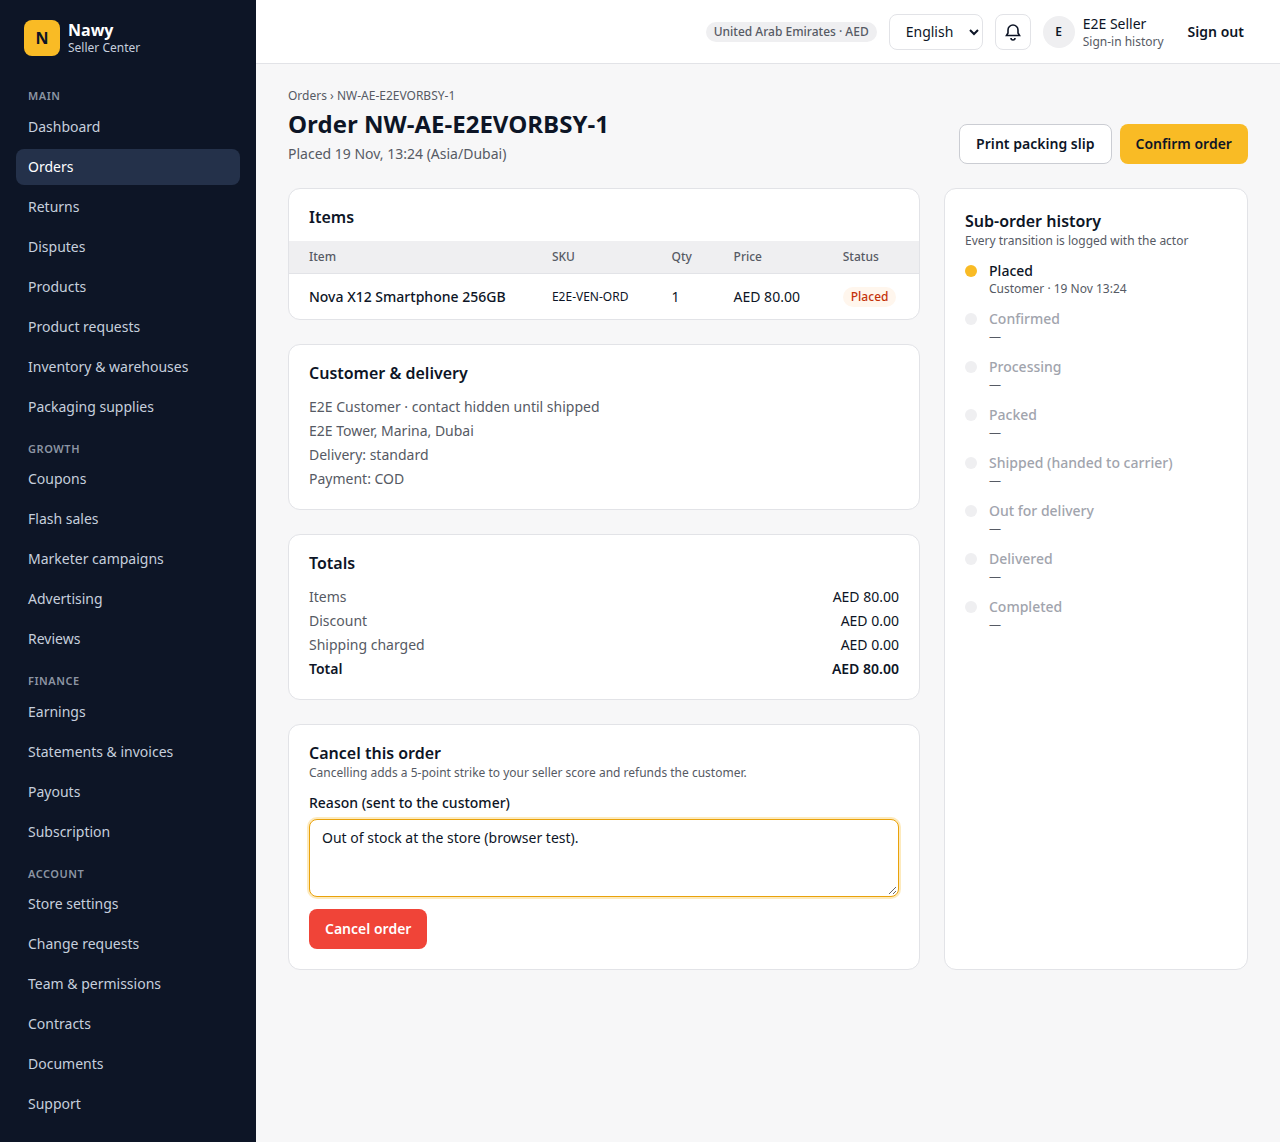 N
Nawy
Seller Center
MAIN
Dashboard
Orders
Returns
Disputes
Products
Product requests
Inventory & warehouses
Packaging supplies
GROWTH
Coupons
Flash sales
Marketer campaigns
Advertising
Reviews
FINANCE
Earnings
Statements & invoices
Payouts
Subscription
ACCOUNT
Store settings
Change requests
Team & permissions
Contracts
Documents
Support
United Arab Emirates · AED
English
E
E2E Seller
Sign-in history
Sign out
Orders › NW-AE-E2EVORBSY-1
Order NW-AE-E2EVORBSY-1
Placed 19 Nov, 13:24 (Asia/Dubai)
Print packing slip
Confirm order
Items
Item SKU Qty Price Status
Nova X12 Smartphone 256GB E2E-VEN-ORD 1 AED 80.00 Placed
Customer & delivery
E2E Customer · contact hidden until shipped
E2E Tower, Marina, Dubai
Delivery: standard
Payment: COD
Totals
Items AED 80.00
Discount AED 0.00
Shipping charged AED 0.00
Total AED 80.00
Cancel this order
Cancelling adds a 5-point strike to your seller score and refunds the customer.
Reason (sent to the customer)
Out of stock at the store (browser test).
Cancel order
Sub-order history
Every transition is logged with the actor
Placed
Customer · 19 Nov 13:24
Confirmed
—
Processing
—
Packed
—
Shipped (handed to carrier)
—
Out for delivery
—
Delivered
—
Completed
—